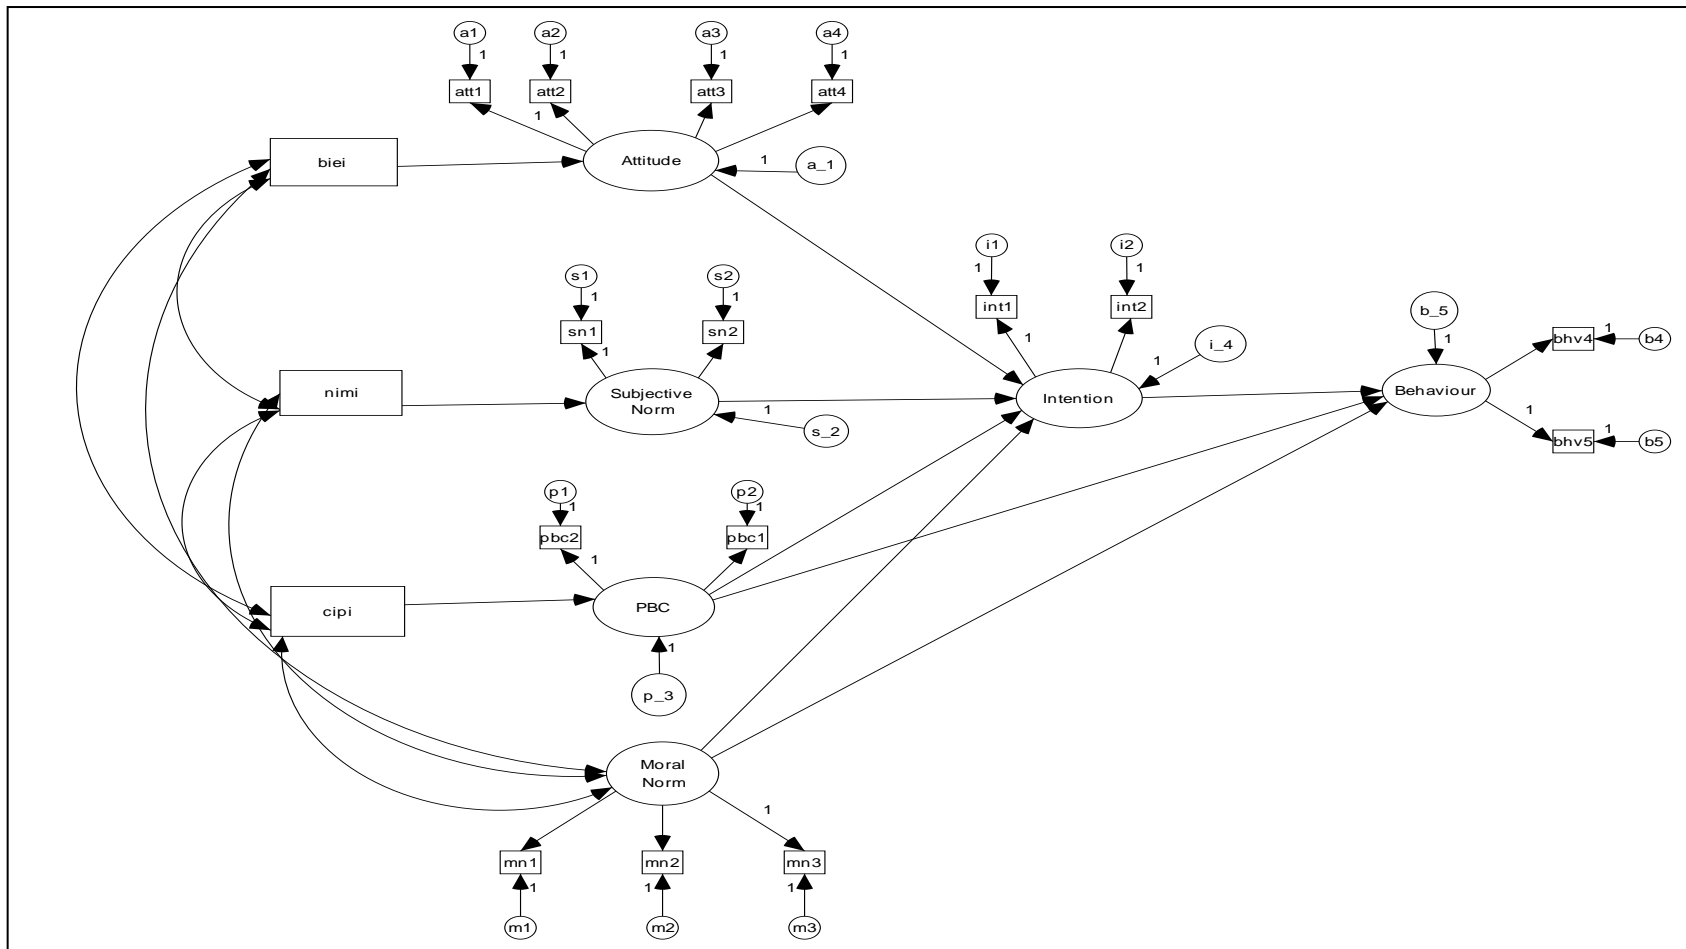 a1 a2 a3 a4
1 1 1 1
att1 att2 att3 att4
1
biei Attitude 1 a_1
i1 i2
s1 s2 1 1
1 1 int1 int2 b_5
sn1 sn2 1 1 bhv4 1 b4
1 i_4
1
Subjective
Norm
nimi Intention Behaviour
1 1
s_2 bhv5 1 b5
p1 p2
1 1
pbc2 pbc1
1
cipi PBC
1
p_3
Moral
Norm
1
mn1 mn2 mn3
1 1 1
m1 m2 m3